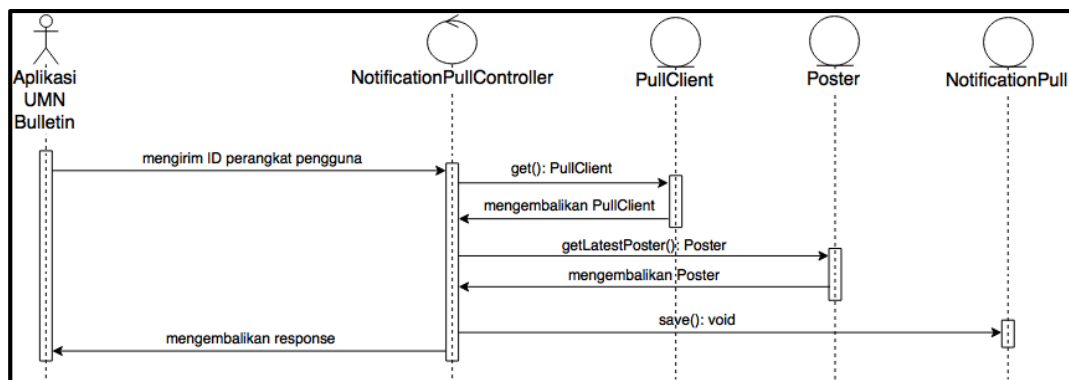 Aplikasi
UMN
Bulletin
NotificationPullController
PullClient
Poster
NotificationPull
mengirim ID perangkat pengguna
get(): PullClient
mengembalikan PullClient
getLatestPoster(): Poster
mengembalikan Poster
save(): void
mengembalikan response